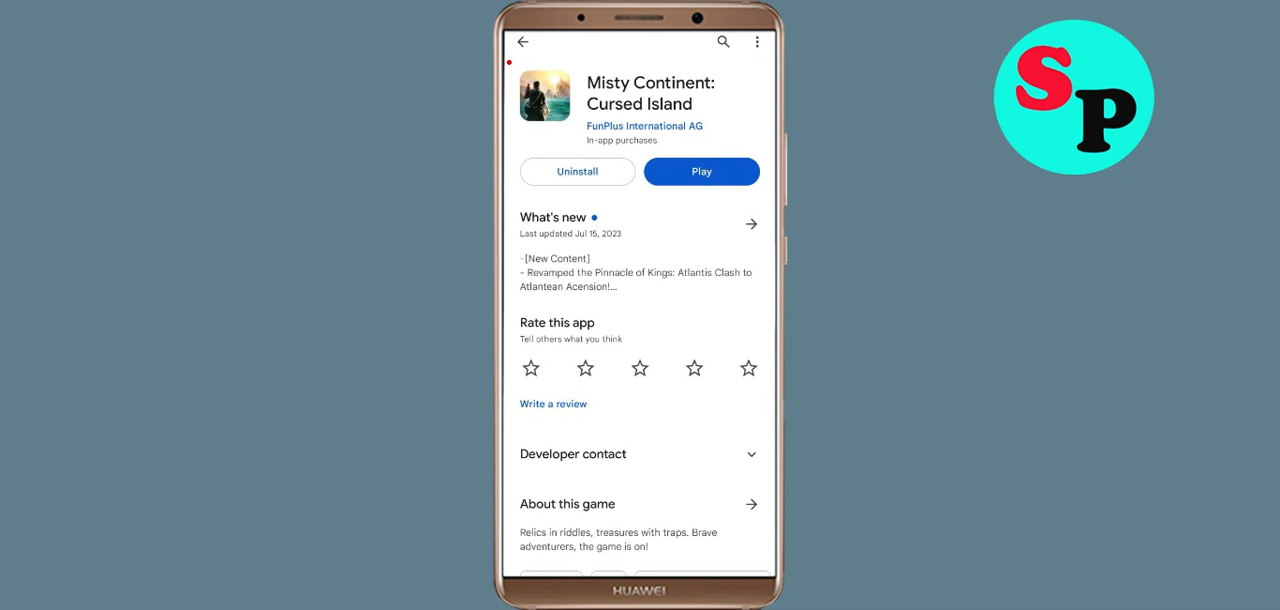 Misty Continent:
Cursed Island
FunPlus International AG
In-app purchases
Uninstall
Play
What's new
Last updated Jul 15, 2023
-[New Content]
- Revamped the Pinnacle of Kings: Atlantis Clash to
Atlantean Acension!...
Rate this app
Tell others what you think
Write a review
Developer contact
About this game
Relics in riddles, treasures with traps. Brave
adventurers, the game is on!
HUAWEI
SP